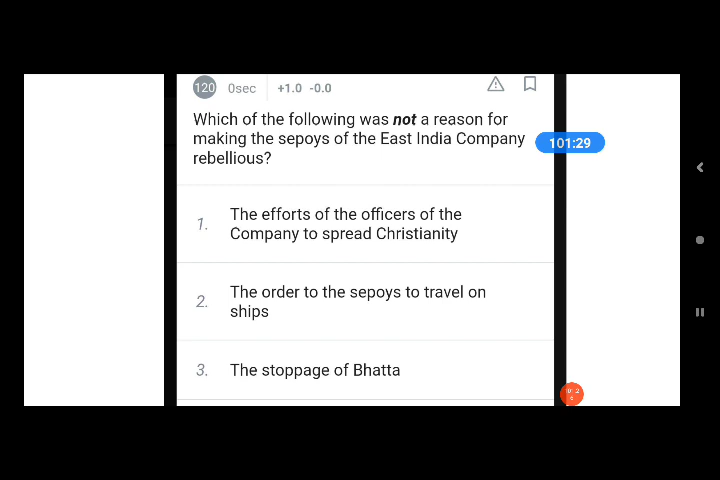 120 0sec +1.0 -0.0
Which of the following was not a reason for
making the sepoys of the East India Company
rebellious?
101:29
1. The efforts of the officers of the
Company to spread Christianity
2. The order to the sepoys to travel on
ships
3. The stoppage of Bhatta